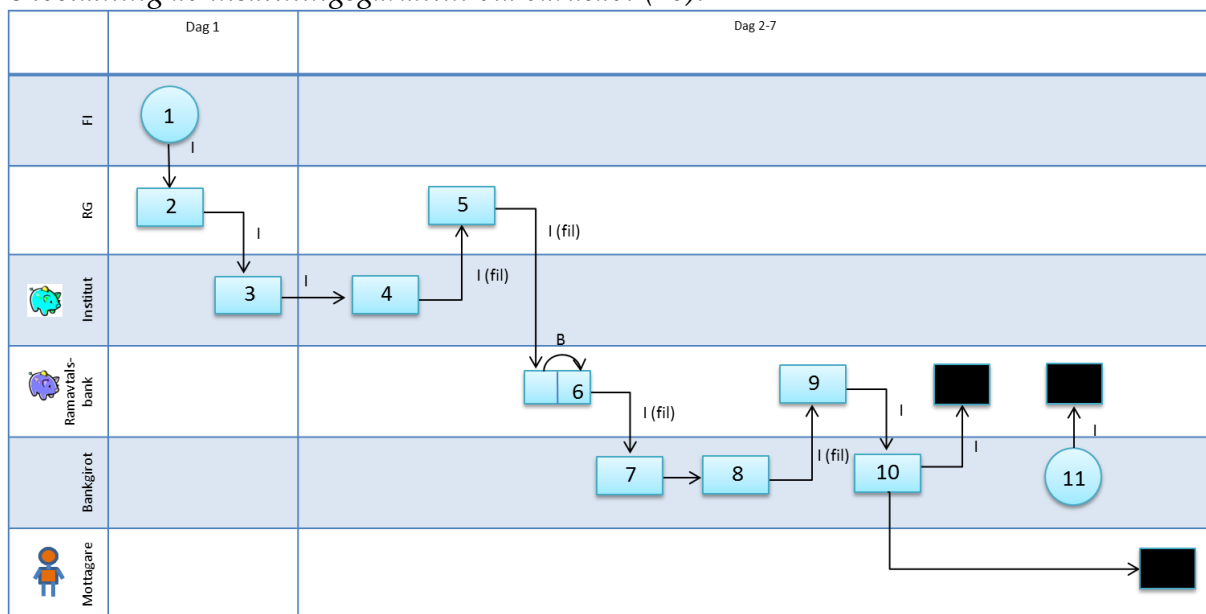 Dag 1
Dag 2-7
FI
1
I
RG
2
5
I
I (fil)
Institut
3
I
4
I (fil)
Ramavtals-
bank
B
6
9
I (fil)
I
I
I
Bankgirot
7
8
I (fil)
10
11
Mottagare